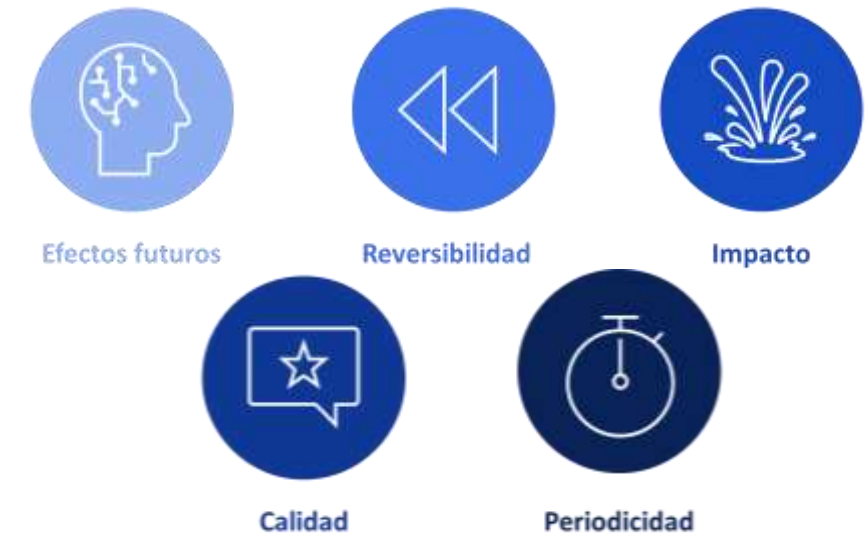 Efectos futuros
Reversibilidad
Impacto
Calidad
Periodicidad